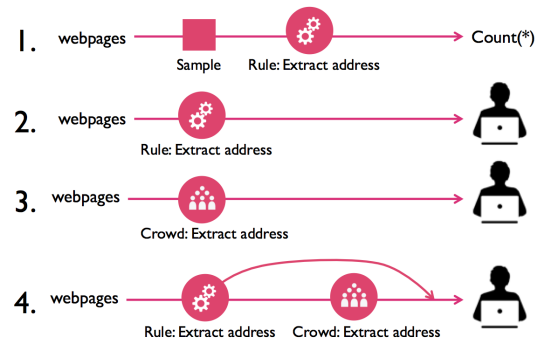 1. webpages Count(*)
Sample Rule: Extract address
2. webpages
Rule: Extract address
3. webpages
Crowd: Extract address
4. webpages
Rule: Extract address Crowd: Extract address